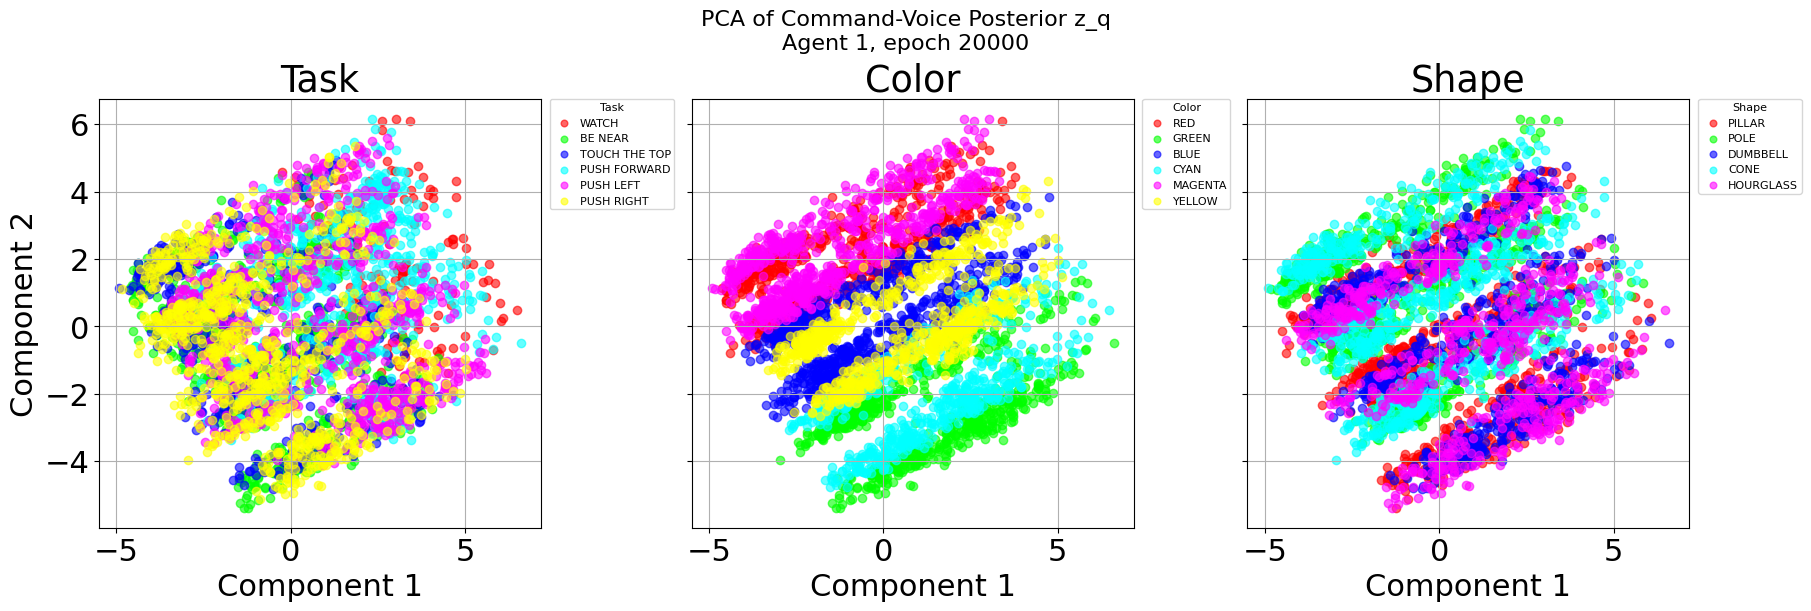 PCA of Command-Voice Posterior z_q
Agent 1, epoch 20000
Task
Component 2
6
4
2
0
−2
−4
−5
0
5
Component 1
Task
WATCH
BE NEAR
TOUCH THE TOP
PUSH FORWARD
PUSH LEFT
PUSH RIGHT
Color
−5
0
5
Component 1
Color
RED
GREEN
BLUE
CYAN
MAGENTA
YELLOW
Shape
−5
0
5
Component 1
Shape
PILLAR
POLE
DUMBBELL
CONE
HOURGLASS